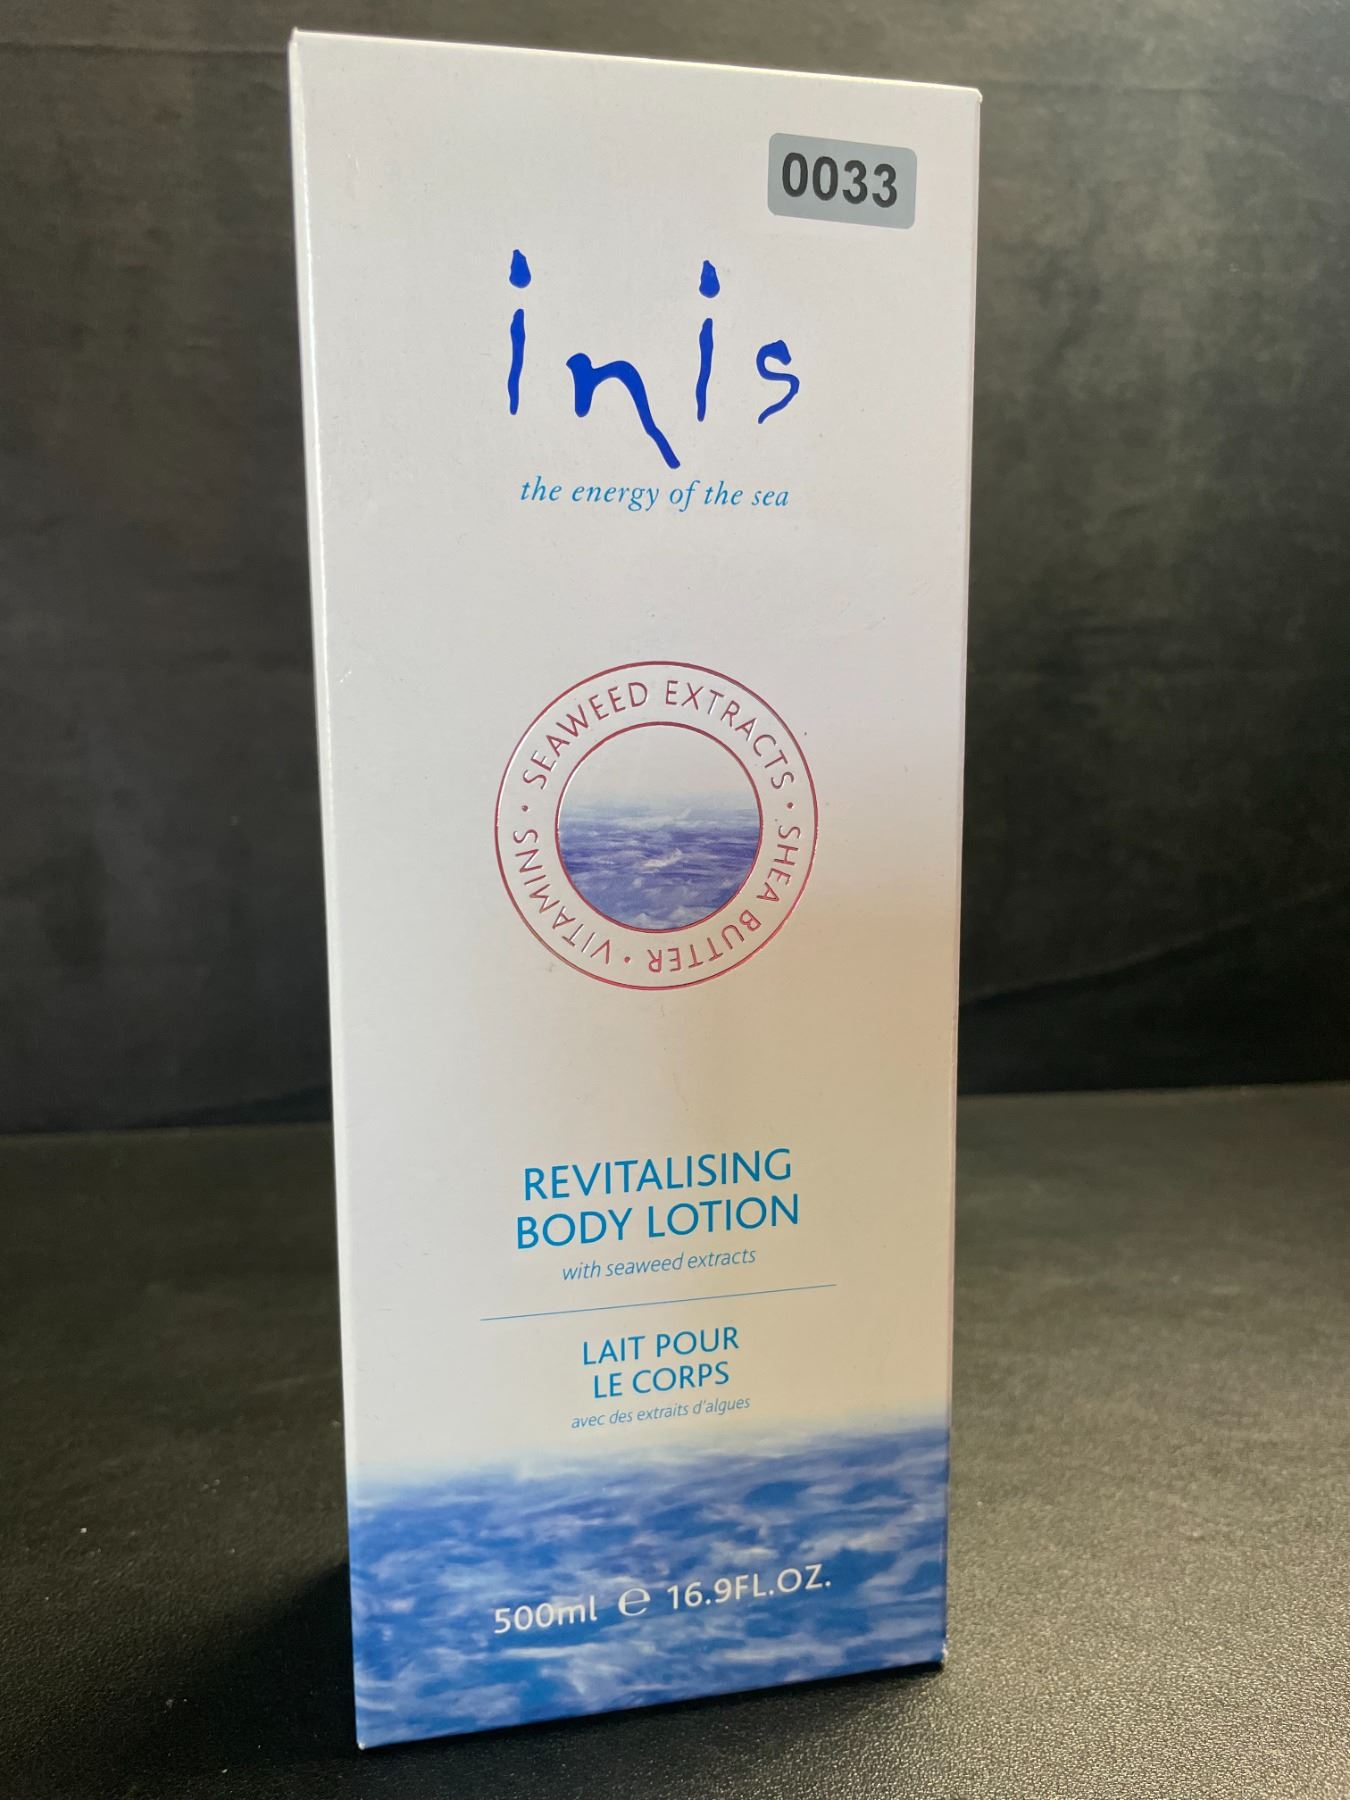 0033
inis
the energy of the sea
· SEAWEED EXTRACTS · SHEA BUTTER · VITAMINS
REVITALISING
BODY LOTION
with seaweed extracts
LAIT POUR
LE CORPS
avec des extraits d'algues
500ml ℮ 16.9FL.OZ.